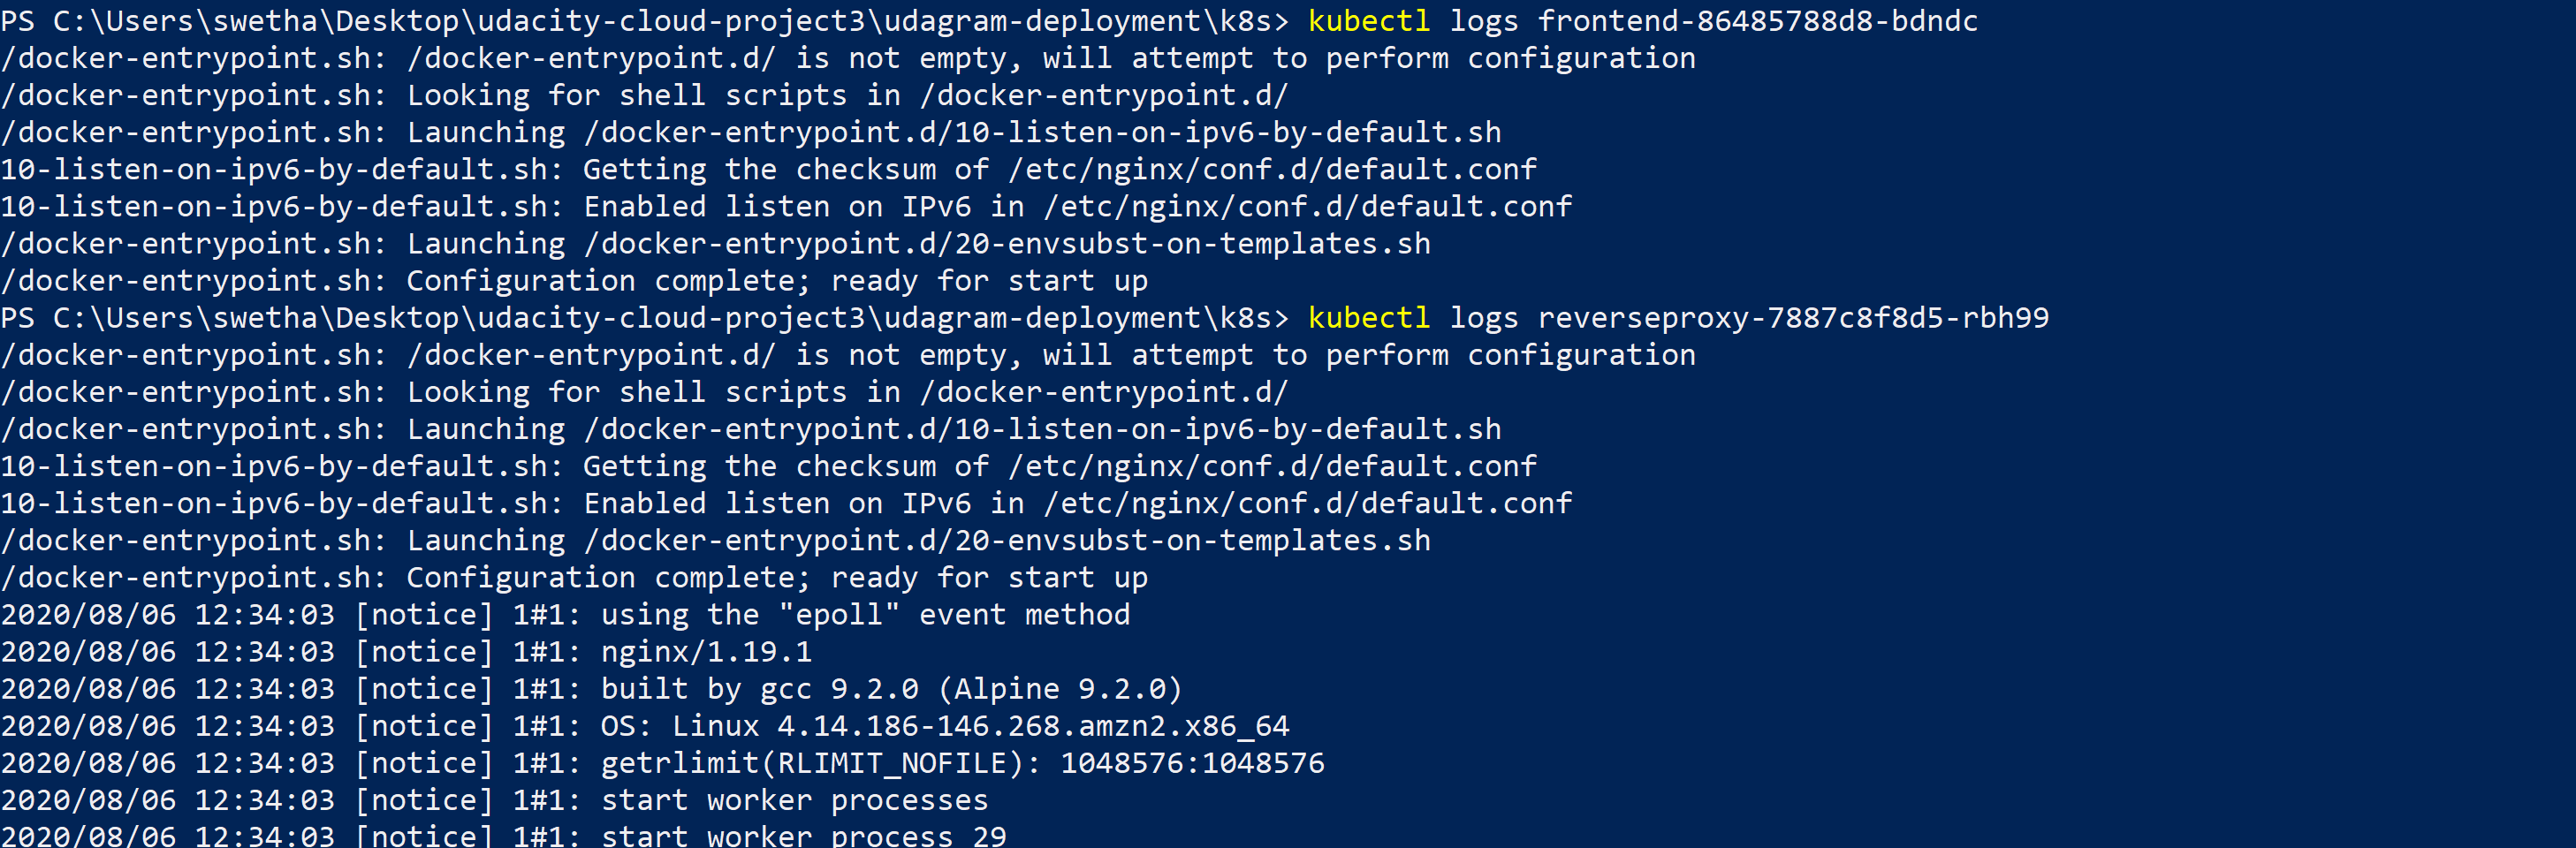 PS C:\Users\swetha\Desktop\udacity-cloud-project3\udagram-deployment\k8s> kubectl logs frontend-86485788d8-bdndc
/docker-entrypoint.sh: /docker-entrypoint.d/ is not empty, will attempt to perform configuration
/docker-entrypoint.sh: Looking for shell scripts in /docker-entrypoint.d/
/docker-entrypoint.sh: Launching /docker-entrypoint.d/10-listen-on-ipv6-by-default.sh
10-listen-on-ipv6-by-default.sh: Getting the checksum of /etc/nginx/conf.d/default.conf
10-listen-on-ipv6-by-default.sh: Enabled listen on IPv6 in /etc/nginx/conf.d/default.conf
/docker-entrypoint.sh: Launching /docker-entrypoint.d/20-envsubst-on-templates.sh
/docker-entrypoint.sh: Configuration complete; ready for start up
PS C:\Users\swetha\Desktop\udacity-cloud-project3\udagram-deployment\k8s> kubectl logs reverseproxy-7887c8f8d5-rbh99
/docker-entrypoint.sh: /docker-entrypoint.d/ is not empty, will attempt to perform configuration
/docker-entrypoint.sh: Looking for shell scripts in /docker-entrypoint.d/
/docker-entrypoint.sh: Launching /docker-entrypoint.d/10-listen-on-ipv6-by-default.sh
10-listen-on-ipv6-by-default.sh: Getting the checksum of /etc/nginx/conf.d/default.conf
10-listen-on-ipv6-by-default.sh: Enabled listen on IPv6 in /etc/nginx/conf.d/default.conf
/docker-entrypoint.sh: Launching /docker-entrypoint.d/20-envsubst-on-templates.sh
/docker-entrypoint.sh: Configuration complete; ready for start up
2020/08/06 12:34:03 [notice] 1#1: using the "epoll" event method
2020/08/06 12:34:03 [notice] 1#1: nginx/1.19.1
2020/08/06 12:34:03 [notice] 1#1: built by gcc 9.2.0 (Alpine 9.2.0)
2020/08/06 12:34:03 [notice] 1#1: OS: Linux 4.14.186-146.268.amzn2.x86_64
2020/08/06 12:34:03 [notice] 1#1: getrlimit(RLIMIT_NOFILE): 1048576:1048576
2020/08/06 12:34:03 [notice] 1#1: start worker processes
2020/08/06 12:34:03 [notice] 1#1: start worker process 29